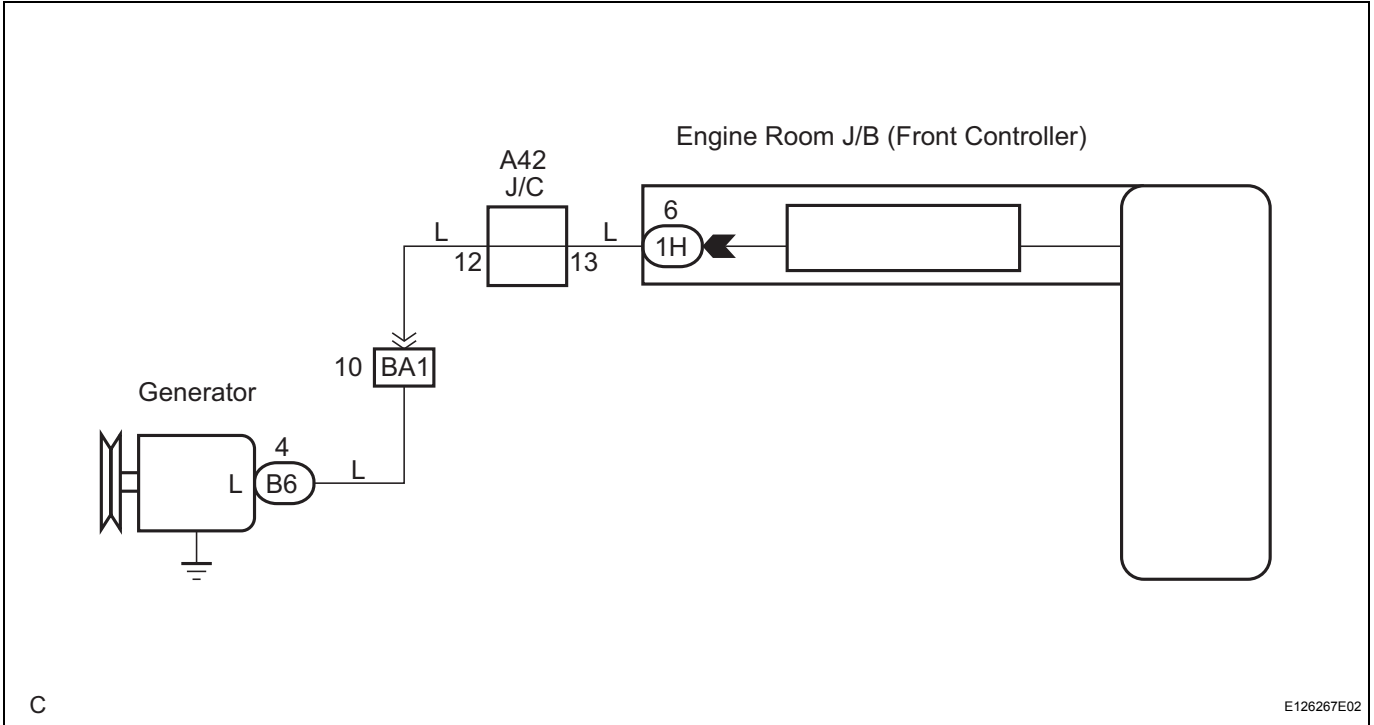 Engine Room J/B (Front Controller)
A42
J/C
6
L
L
1H
12
13
10
BA1
Generator
4
L
B6
L
C
E126267E02